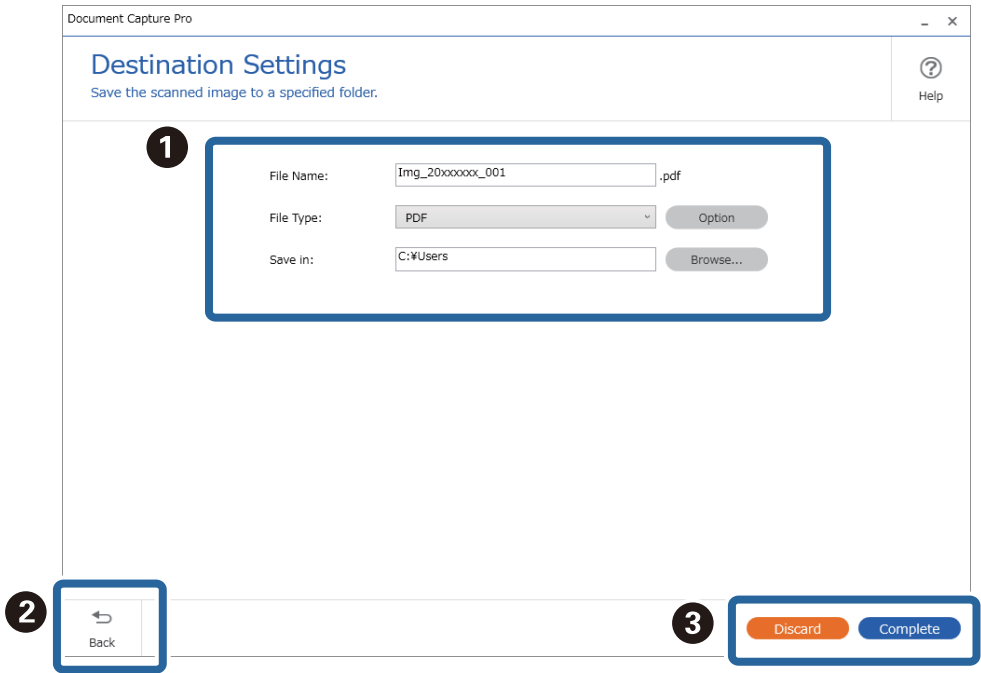 Document Capture Pro
Destination Settings
Save the scanned image to a specified folder.
Help
1
File Name: Img_20xxxxxx_001 .pdf
File Type: PDF Option
Save in: C:¥Users Browse...
2
Back
3
Discard Complete